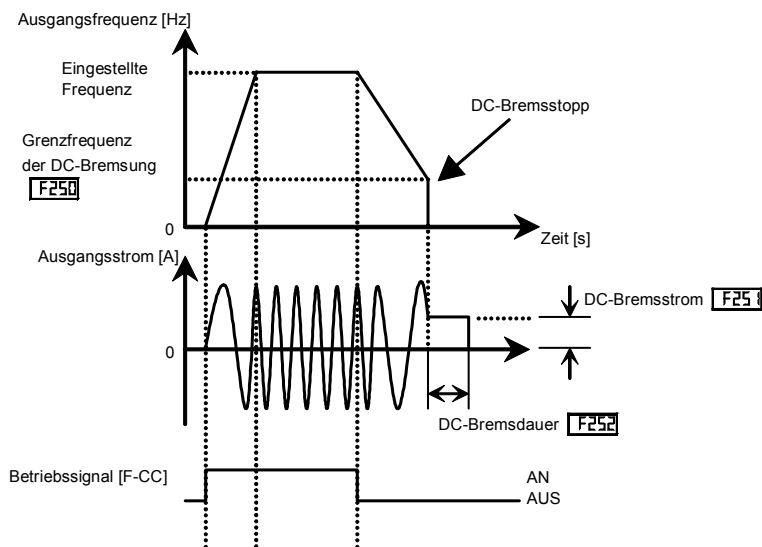 Ausgangsfrequenz [Hz]
Eingestellte
Frequenz
DC-Bremsstopp
Grenzfrequenz
der DC-Bremsung
F250
0
Zeit [s]
Ausgangsstrom [A]
DC-Bremsstrom F251
0
DC-Bremsdauer F252
Betriebssignal [F-CC]
AN
AUS